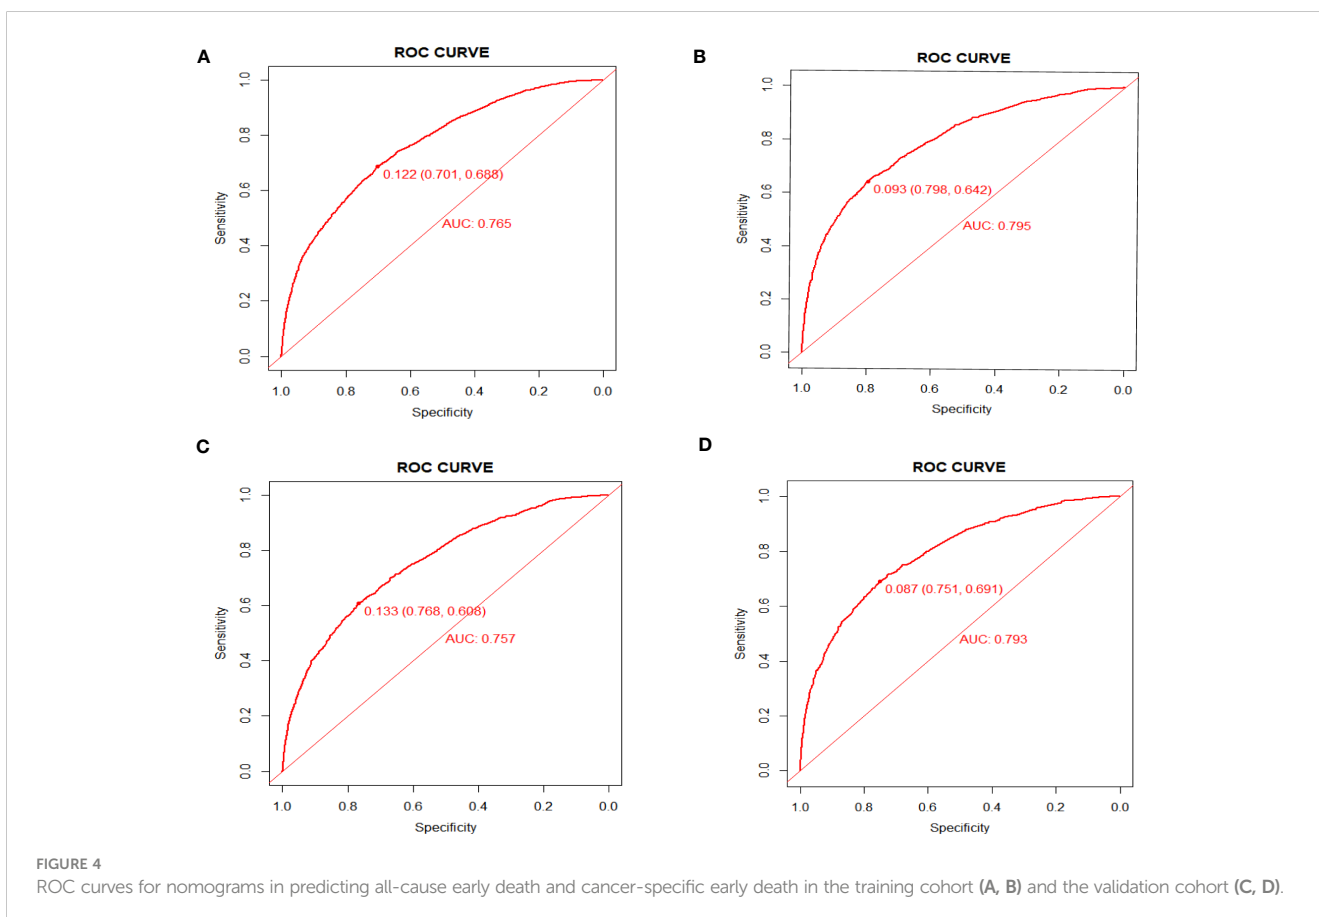 A
ROC CURVE
Sensitivity
1.0
0.8
0.6
0.4
0.2
0.0
0.122 (0.701, 0.688)
AUC: 0.765
1.0 0.8 0.6 0.4 0.2 0.0
Specificity
B
ROC CURVE
Sensitivity
1.0
0.8
0.6
0.4
0.2
0.0
0.093 (0.798, 0.642)
AUC: 0.795
1.0 0.8 0.6 0.4 0.2 0.0
Specificity
C
ROC CURVE
Sensitivity
1.0
0.8
0.6
0.4
0.2
0.0
0.133 (0.768, 0.608)
AUC: 0.757
1.0 0.8 0.6 0.4 0.2 0.0
Specificity
D
ROC CURVE
Sensitivity
1.0
0.8
0.6
0.4
0.2
0.0
0.087 (0.751, 0.691)
AUC: 0.793
1.0 0.8 0.6 0.4 0.2 0.0
Specificity
FIGURE 4
ROC curves for nomograms in predicting all-cause early death and cancer-specific early death in the training cohort (A, B) and the validation cohort (C, D).